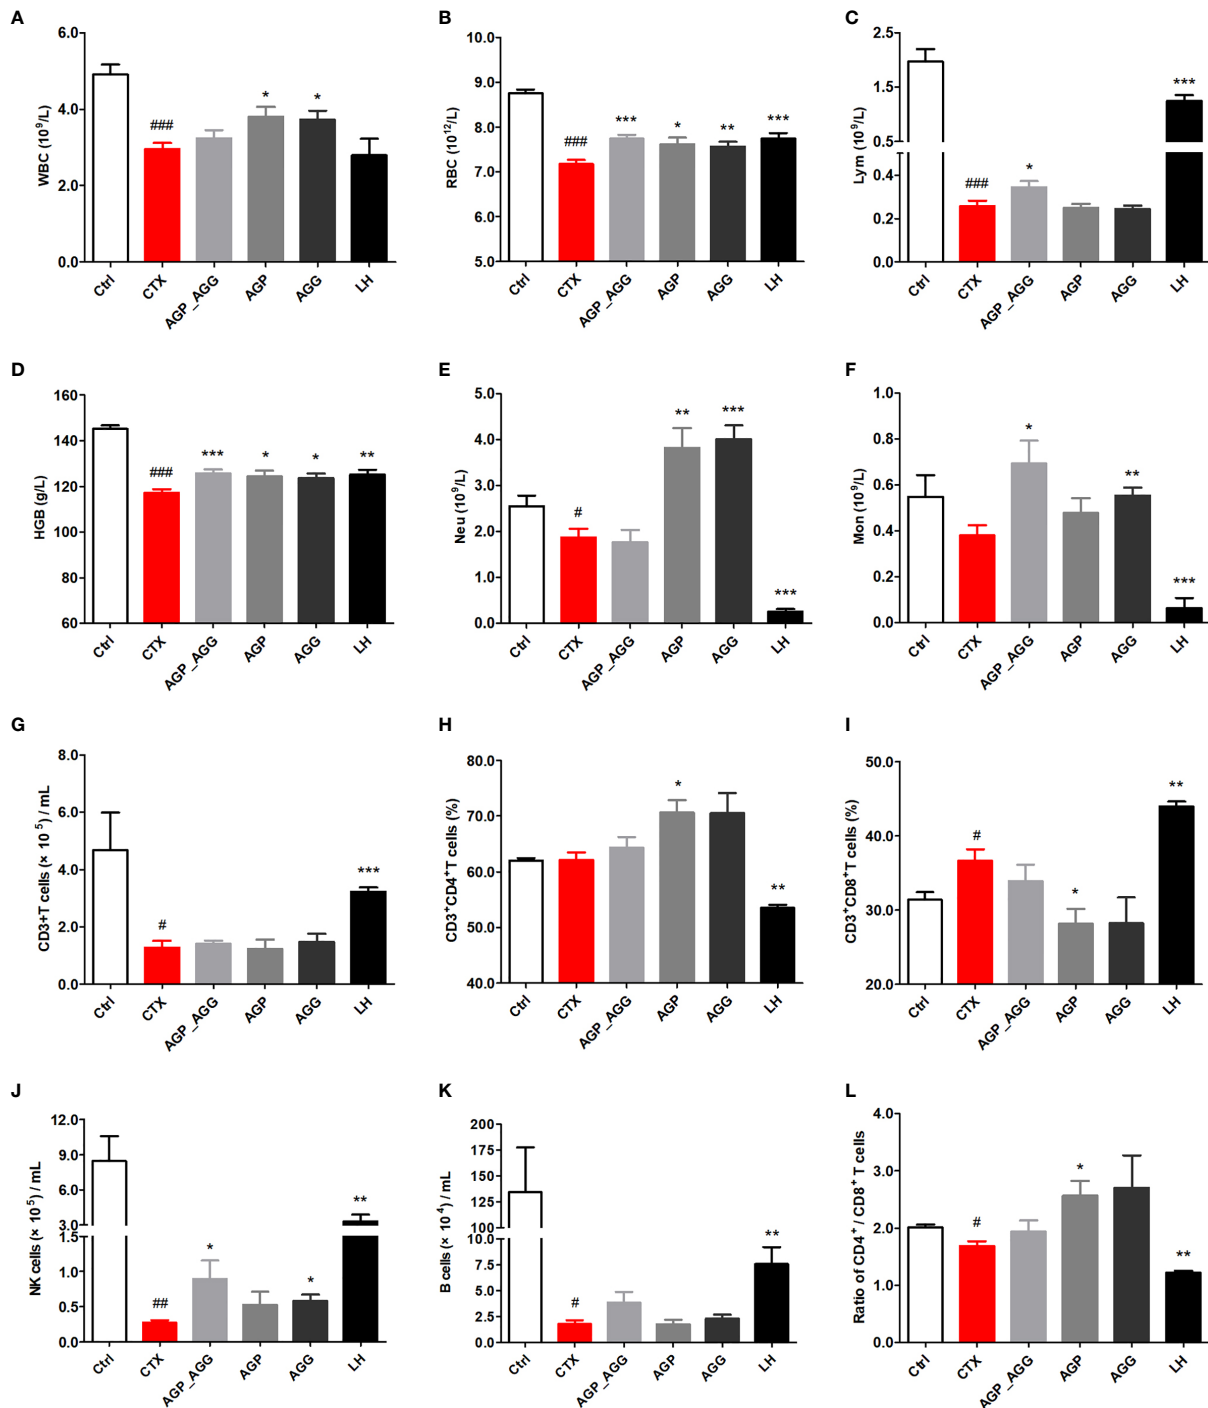 A
WBC (10⁹/L)
6.0
4.0
2.0
0.0
###
*
*
Ctrl
CTX
AGP_AGG
AGP
AGG
LH
B
RBC (10¹²/L)
10.0
9.0
8.0
7.0
6.0
5.0
###
***
*
**
***
Ctrl
CTX
AGP_AGG
AGP
AGG
LH
C
Lym (10⁹/L)
2.5
1.5
0.5
0.4
0.2
0.0
###
*
***
Ctrl
CTX
AGP_AGG
AGP
AGG
LH
D
HGB (g/L)
160
140
120
100
80
60
###
***
*
*
**
Ctrl
CTX
AGP_AGG
AGP
AGG
LH
E
Neu (10⁹/L)
5.0
4.0
3.0
2.0
1.0
0.0
#
**
***
***
Ctrl
CTX
AGP_AGG
AGP
AGG
LH
F
Mon (10⁹/L)
1.0
0.8
0.6
0.4
0.2
0.0
*
**
***
Ctrl
CTX
AGP_AGG
AGP
AGG
LH
G
CD3+T cells (× 10⁵) / mL
8.0
6.0
4.0
2.0
0.0
#
***
Ctrl
CTX
AGP_AGG
AGP
AGG
LH
H
CD3⁺CD4⁺T cells (%)
80.0
70.0
60.0
50.0
40.0
*
**
Ctrl
CTX
AGP_AGG
AGP
AGG
LH
I
CD3⁺CD8⁺T cells (%)
50.0
40.0
30.0
20.0
#
*
**
Ctrl
CTX
AGP_AGG
AGP
AGG
LH
J
NK cells (× 10⁵) / mL
12.0
9.0
6.0
3.0
1.5
1.0
0.5
0.0
##
*
*
**
Ctrl
CTX
AGP_AGG
AGP
AGG
LH
K
B cells (× 10⁴) / mL
200
175
150
125
100
10.0
7.5
5.0
2.5
0.0
#
**
Ctrl
CTX
AGP_AGG
AGP
AGG
LH
L
Ratio of CD4⁺ / CD8⁺ T cells
4.0
3.0
2.0
1.0
0.0
#
*
**
Ctrl
CTX
AGP_AGG
AGP
AGG
LH